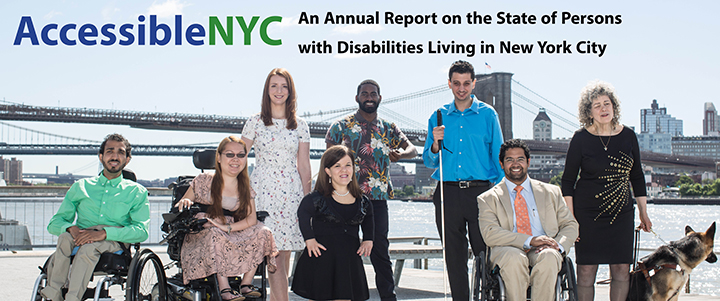 AccessibleNYC
An Annual Report on the State of Persons
with Disabilities Living in New York City